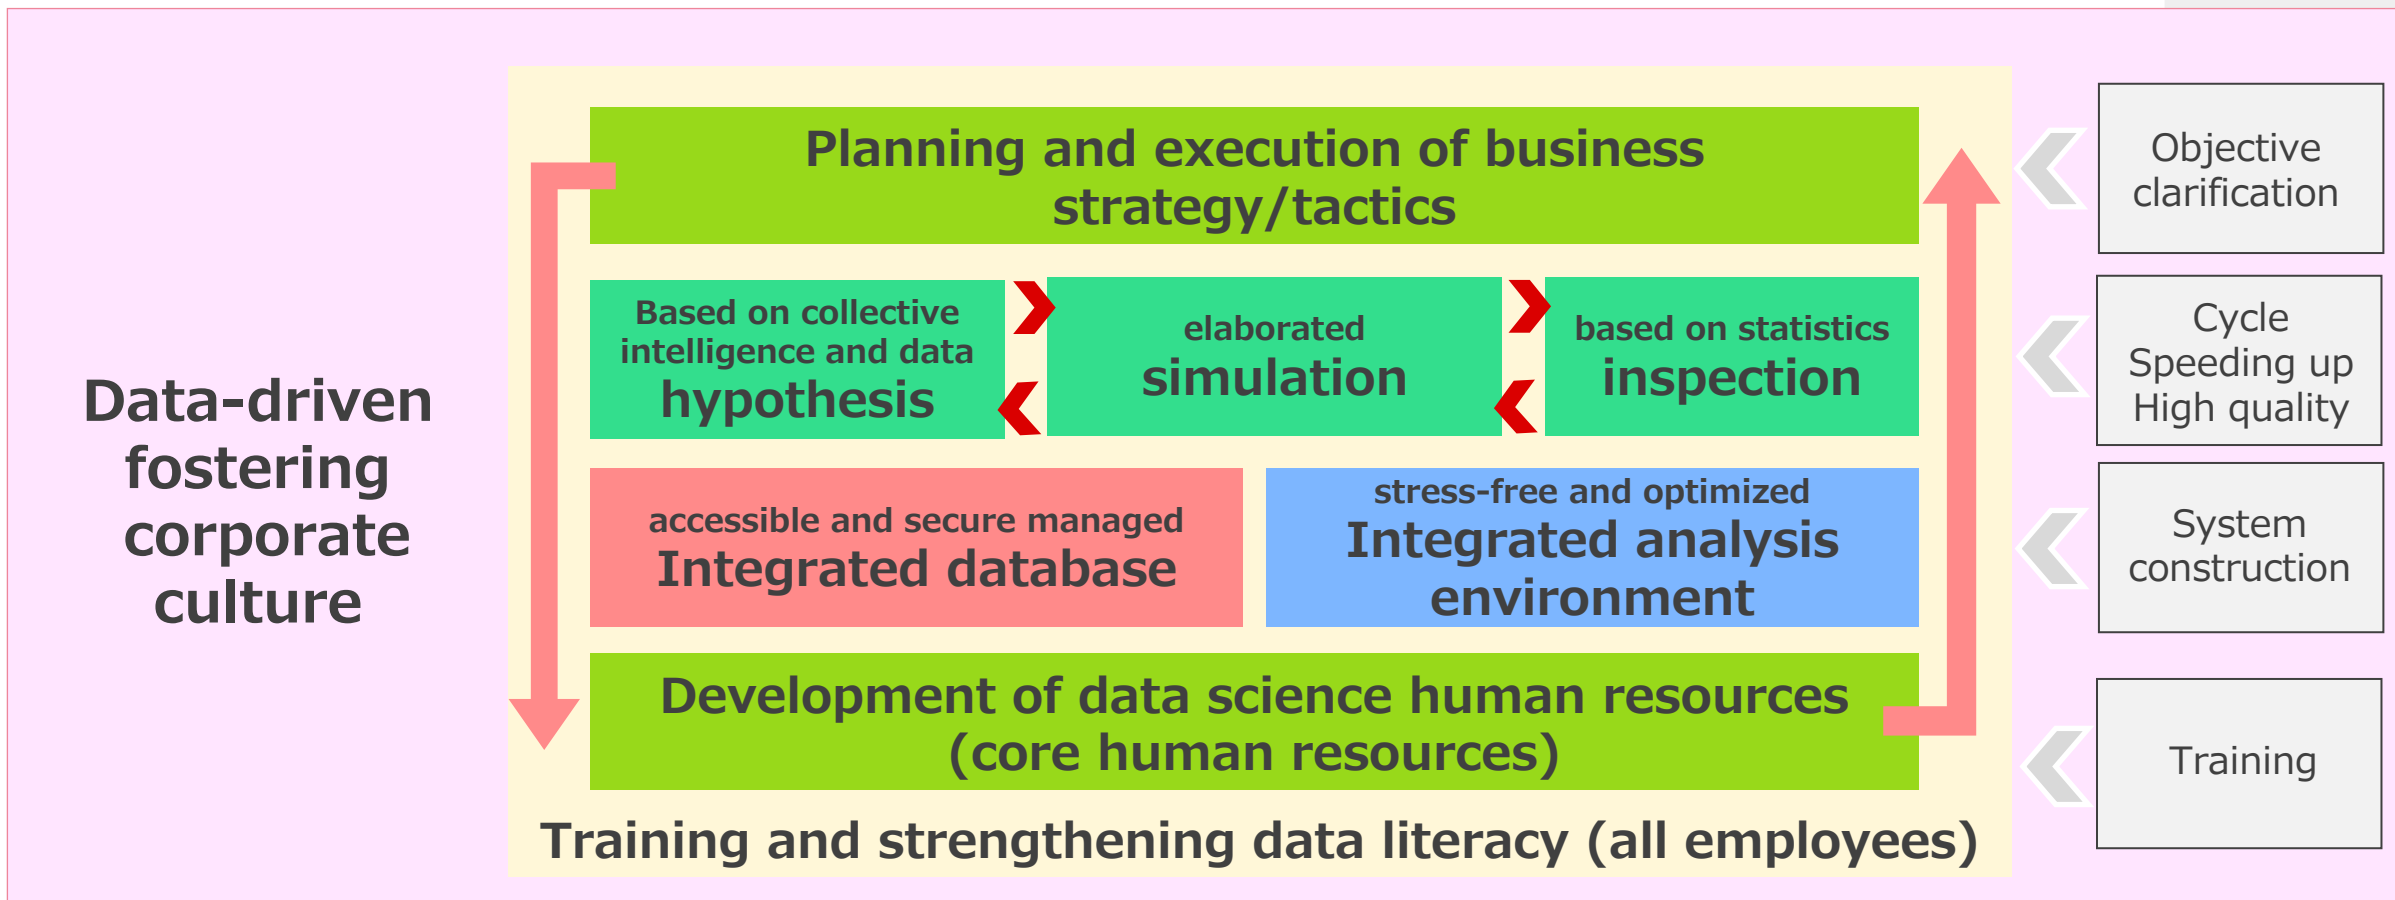 Data-driven
fostering
corporate
culture
Planning and execution of business
strategy/tactics
Based on collective
intelligence and data
hypothesis
elaborated
simulation
based on statistics
inspection
accessible and secure managed
Integrated database
stress-free and optimized
Integrated analysis
environment
Development of data science human resources
(core human resources)
Training and strengthening data literacy (all employees)
Objective
clarification
Cycle
Speeding up
High quality
System
construction
Training